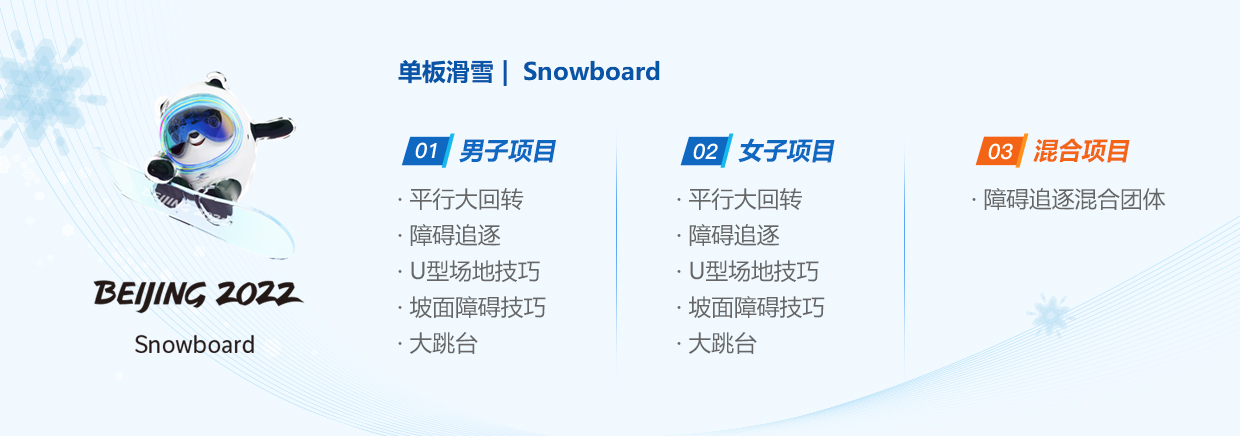 单板滑雪 | Snowboard
01 男子项目
· 平行大回转
· 障碍追逐
· U型场地技巧
· 坡面障碍技巧
· 大跳台
02 女子项目
· 平行大回转
· 障碍追逐
· U型场地技巧
· 坡面障碍技巧
· 大跳台
03 混合项目
· 障碍追逐混合团体
BEIJING 2022
Snowboard